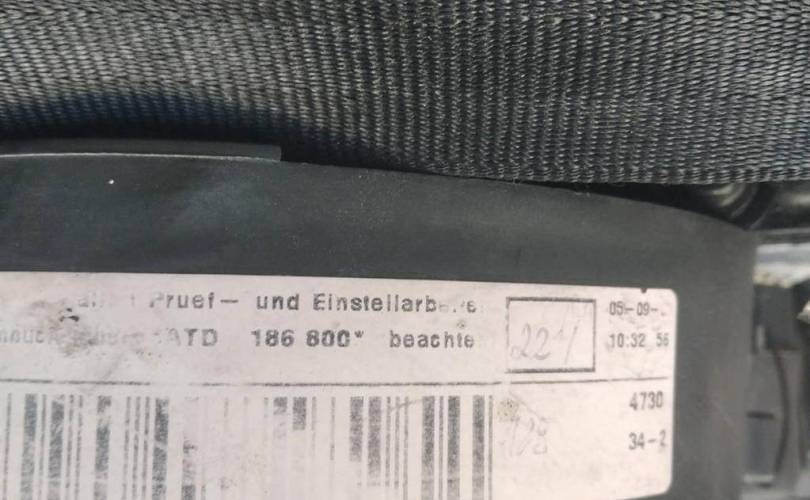 Pruef- und Einstellarbe
ATD 186 800" beachte
221
05-09-
10:32 56
4730
34-2